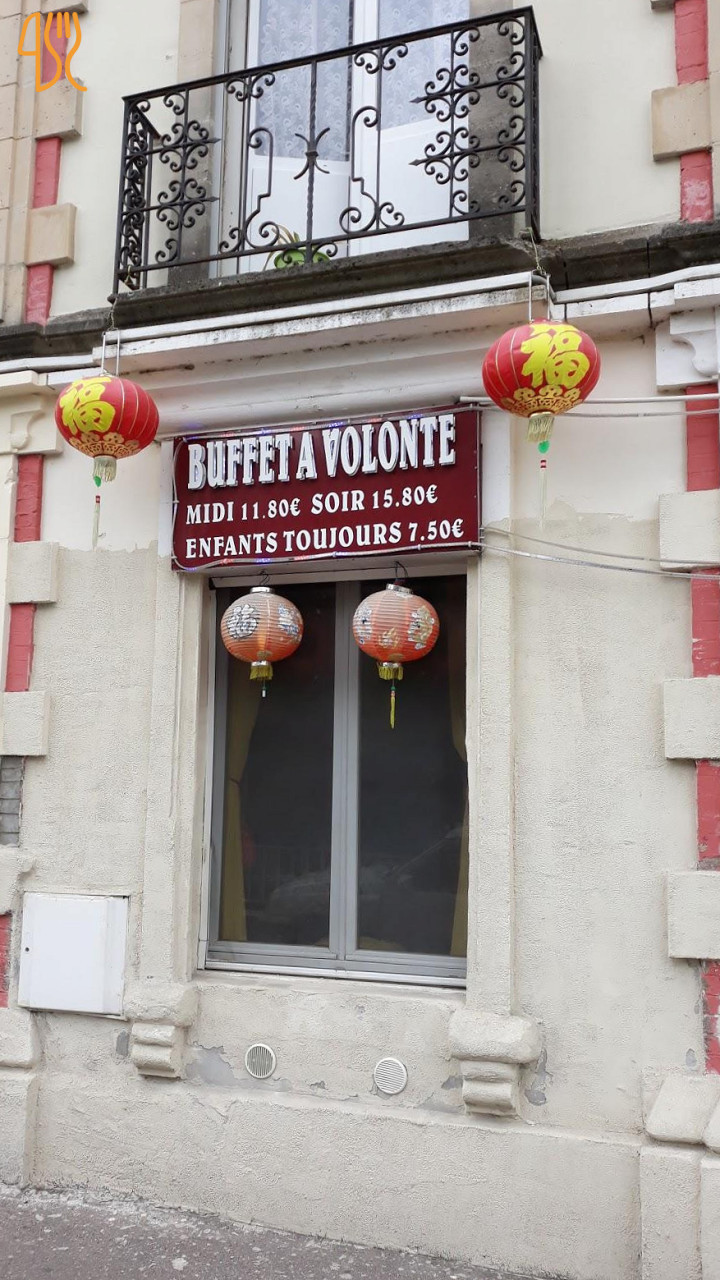 福
福
BUFFET A VOLONTE
MIDI 11.80€ SOIR 15.80€
ENFANTS TOUJOURS 7.50€